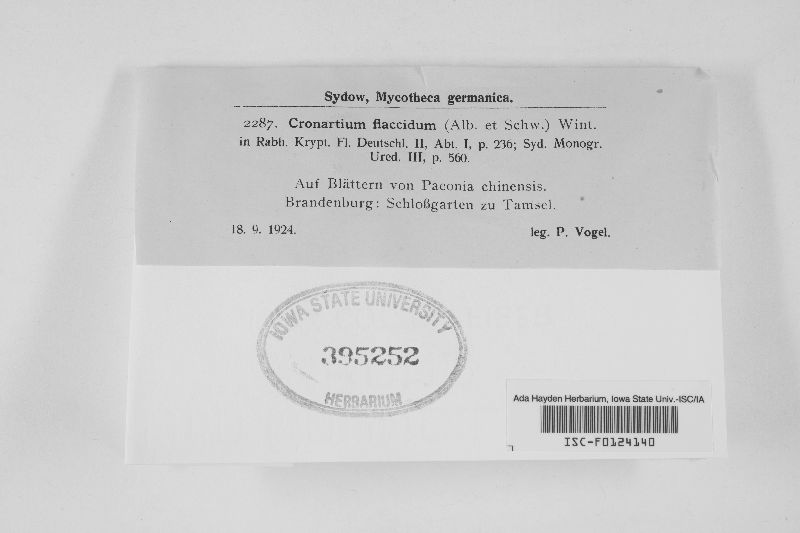 Sydow, Mycotheca germanica.
2287. Cronartium flaccidum (Alb. et Schw.) Wint.
in Rabh. Krypt. Fl. Deutschl. II, Abt. I, p. 236; Syd. Monogr.
Ured. III, p. 560.
Auf Blättern von Paeonia chinensis.
Brandenburg: Schloßgarten zu Tamsel.
18. 9. 1924. leg. P. Vogel.
IOWA STATE UNIVERSITY
395252
HERBARIUM
Ada Hayden Herbarium, Iowa State Univ.-ISC/IA
ISC-F0124140